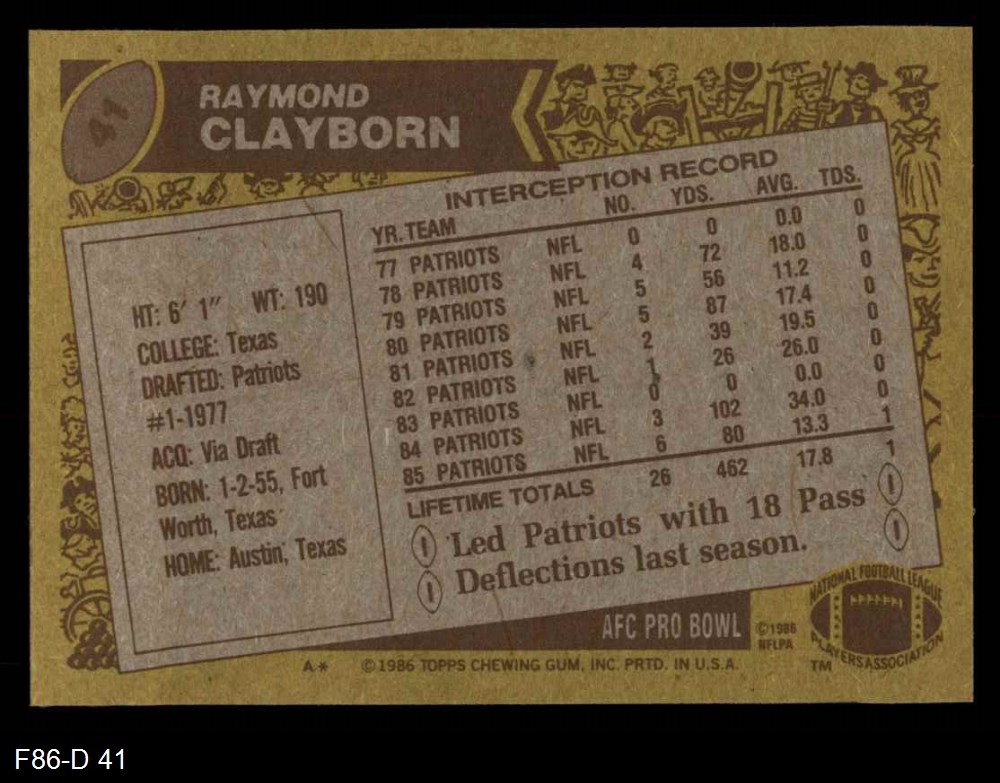 41
RAYMOND
CLAYBORN
INTERCEPTION RECORD
YR. TEAM NO. YDS. AVG. TDS.
77 PATRIOTS NFL 0 0 0.0 0
78 PATRIOTS NFL 4 72 18.0 0
79 PATRIOTS NFL 5 56 11.2 0
80 PATRIOTS NFL 5 87 17.4 0
81 PATRIOTS NFL 2 39 19.5 0
82 PATRIOTS NFL 1 26 26.0 0
83 PATRIOTS NFL 0 0 0.0 0
84 PATRIOTS NFL 3 102 34.0 0
85 PATRIOTS NFL 6 80 13.3 1
LIFETIME TOTALS 26 462 17.8 1
Led Patriots with 18 Pass
Deflections last season.
HT: 6' 1" WT: 190
COLLEGE: Texas
DRAFTED: Patriots
#1-1977
ACQ: Via Draft
BORN: 1-2-55, Fort
Worth, Texas
HOME: Austin, Texas
AFC PRO BOWL
©1986
NFLPA
NATIONAL FOOTBALL LEAGUE
PLAYERS ASSOCIATION
TM
A.* ©1986 TOPPS CHEWING GUM, INC. PRTD. IN U.S.A.
F86-D 41